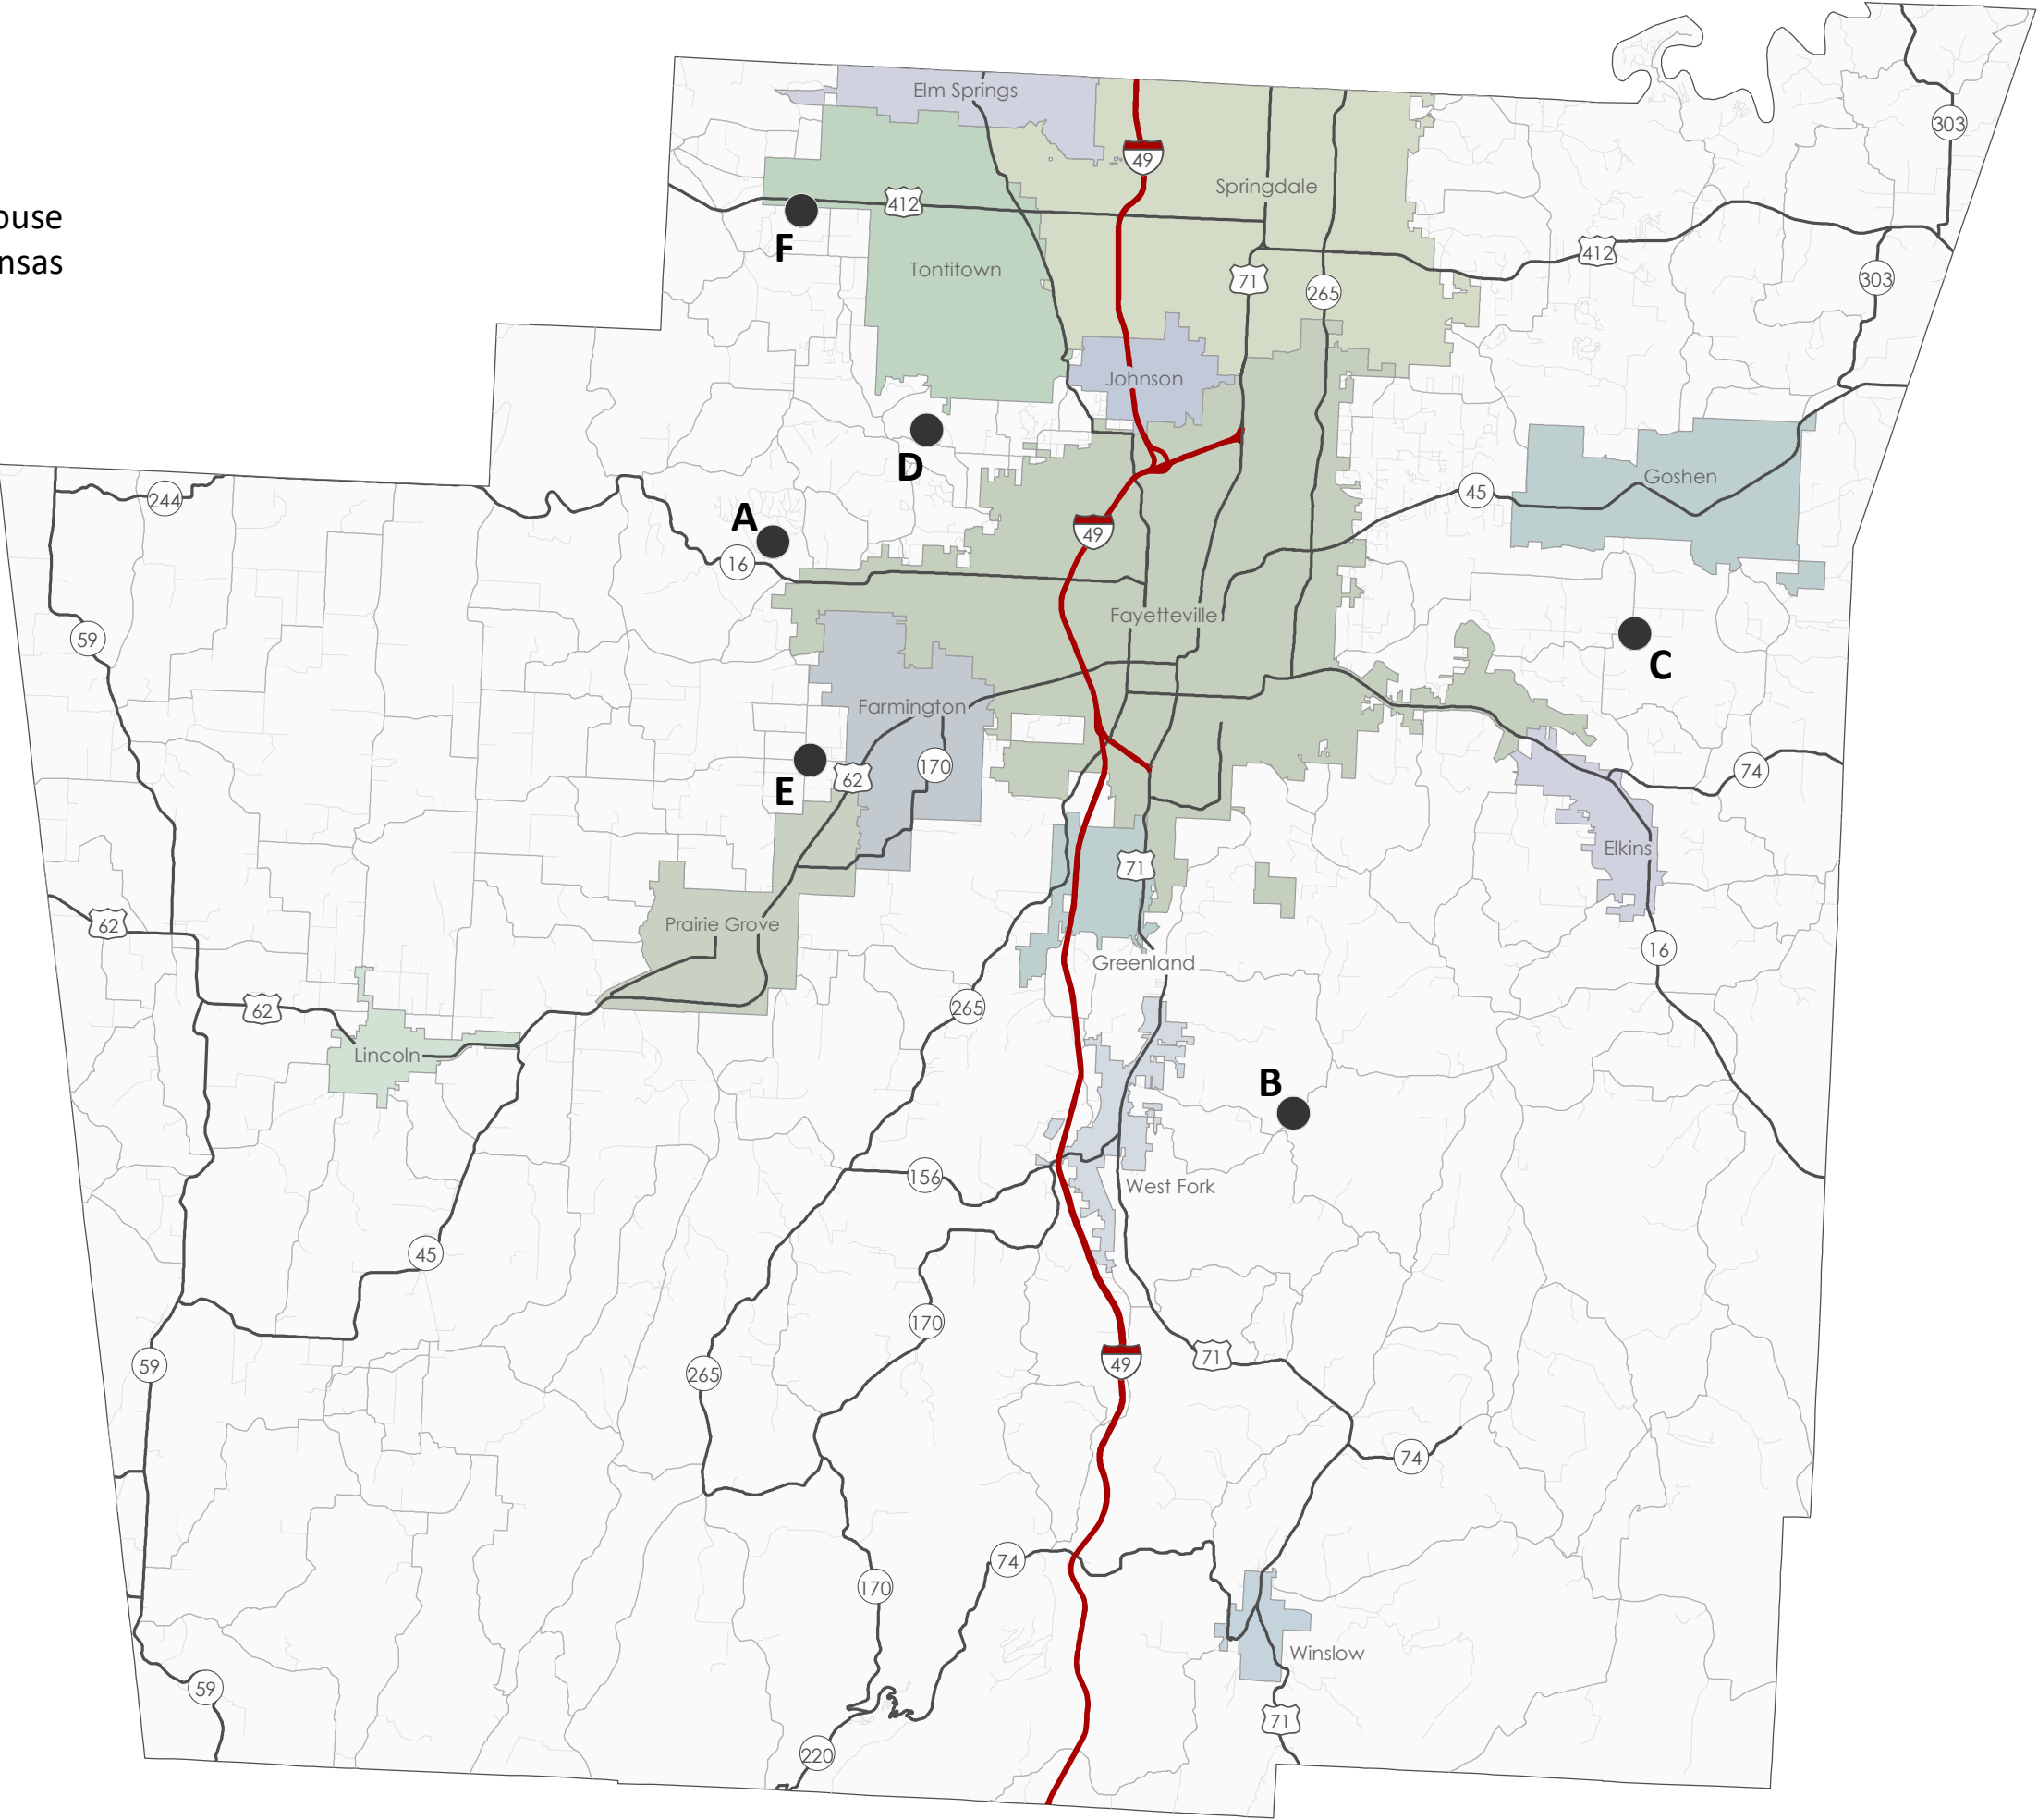 Elm Springs
303
49
Springdale
ouse
412
F
nsas
412
Tontitown
71
265
303
Johnson
D
Goshen
45
244
A
49
16
Fayetteville
59
C
Farmington
E
62
170
74
Elkins
71
62
Prairie Grove
16
Greenland
265
62
Lincoln
B
156
West Fork
45
170
71
49
59
265
74
74
170
Winslow
59
71
220